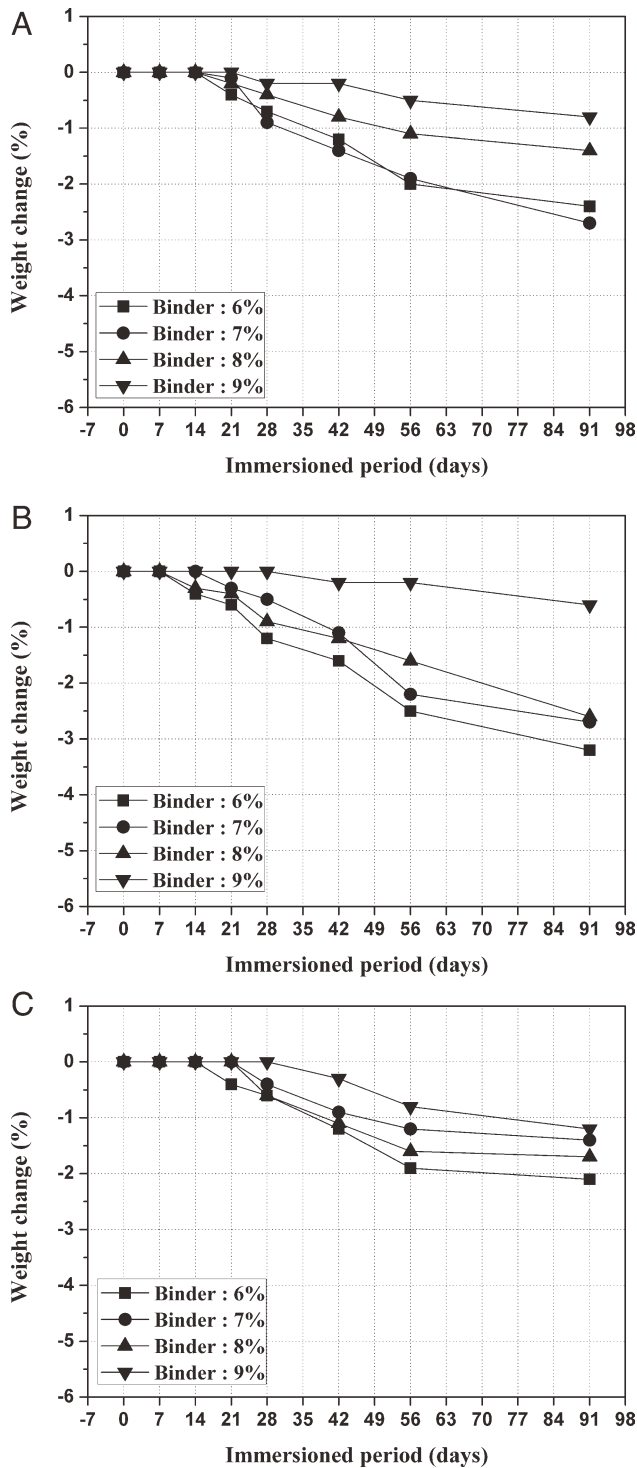 A
1
0
-1
-2
-3
-4
-5
-6
Weight change (%)
Binder : 6%
Binder : 7%
Binder : 8%
Binder : 9%
-7 0 7 14 21 28 35 42 49 56 63 70 77 84 91 98
Immersioned period (days)
B
1
0
-1
-2
-3
-4
-5
-6
Weight change (%)
Binder : 6%
Binder : 7%
Binder : 8%
Binder : 9%
-7 0 7 14 21 28 35 42 49 56 63 70 77 84 91 98
Immersioned period (days)
C
1
0
-1
-2
-3
-4
-5
-6
Weight change (%)
Binder : 6%
Binder : 7%
Binder : 8%
Binder : 9%
-7 0 7 14 21 28 35 42 49 56 63 70 77 84 91 98
Immersioned period (days)